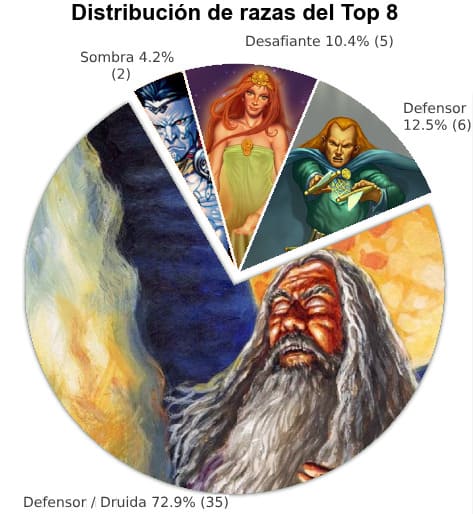 Distribución de razas del Top 8
Desafiante 10.4% (5)
Sombra 4.2%
(2)
Defensor
12.5% (6)
Defensor / Druida 72.9% (35)